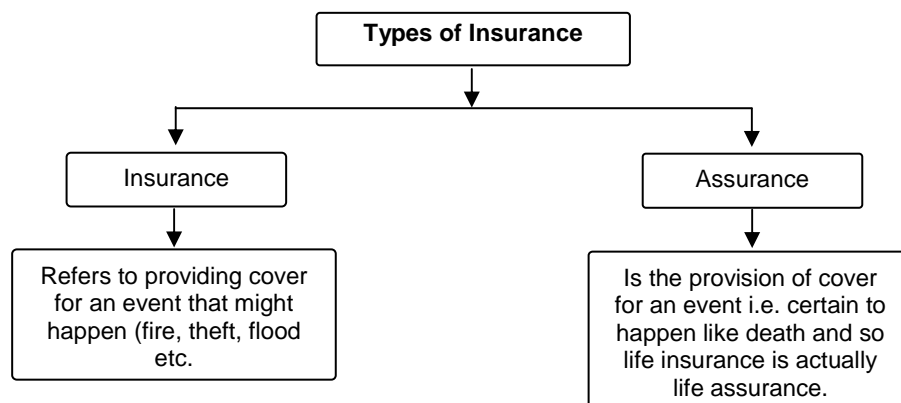 Types of Insurance
Insurance
Assurance
Refers to providing cover
for an event that might
happen (fire, theft, flood
etc.
Is the provision of cover
for an event i.e. certain to
happen like death and so
life insurance is actually
life assurance.